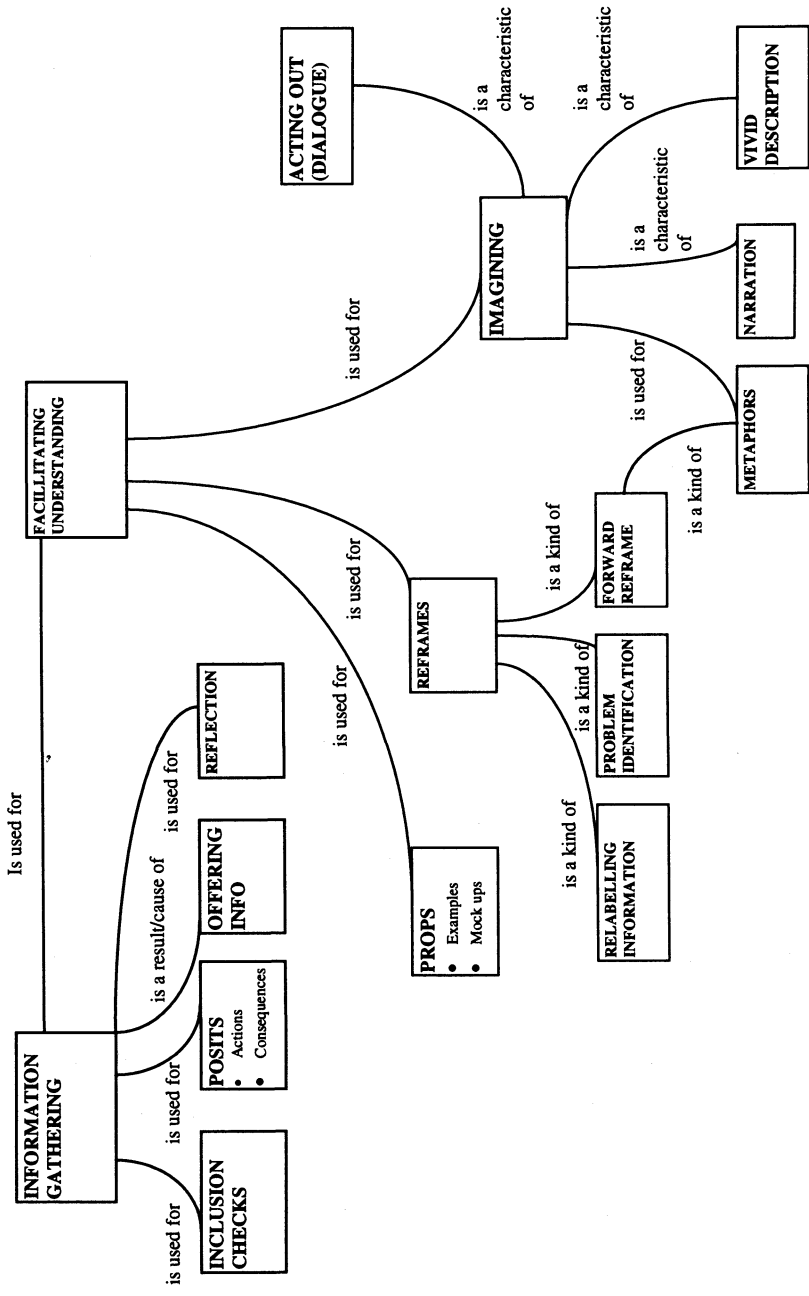 Is used for
INFORMATION
GATHERING
FACILLITATING
UNDERSTANDING
is used for
is used for
is a result/cause of
is used for
INCLUSION
CHECKS
POSITS
• Actions
• Consequences
OFFERING
INFO
REFLECTION
is used for
is used for
is used for
PROPS
• Examples
• Mock ups
REFRAMES
IMAGINING
ACTING OUT
(DIALOGUE)
is a
characteristic
of
is a kind of
is a kind of
is a kind of
RELABELLING
INFORMATION
PROBLEM
IDENTIFICATION
FORWARD
REFRAME
is a kind of
is used for
is a
characteristic
of
is a
characteristic
of
METAPHORS
NARRATION
VIVID
DESCRIPTION